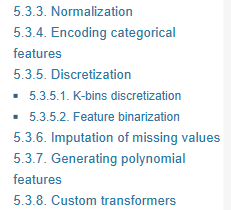 5.3.3. Normalization
5.3.4. Encoding categorical
features
5.3.5. Discretization
▪ 5.3.5.1. K-bins discretization
▪ 5.3.5.2. Feature binarization
5.3.6. Imputation of missing values
5.3.7. Generating polynomial
features
5.3.8. Custom transformers